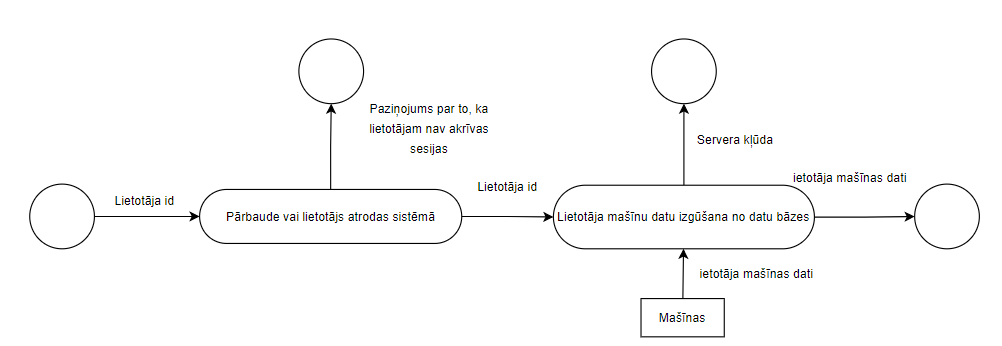 Paziņojums par to, ka
lietotājam nav akrīvas
sesijas
Servera kļūda
Lietotāja id
Pārbaude vai lietotājs atrodas sistēmā
Lietotāja id
Lietotāja mašīnu datu izgūšana no datu bāzes
ietotāja mašīnas dati
ietotāja mašīnas dati
Mašīnas